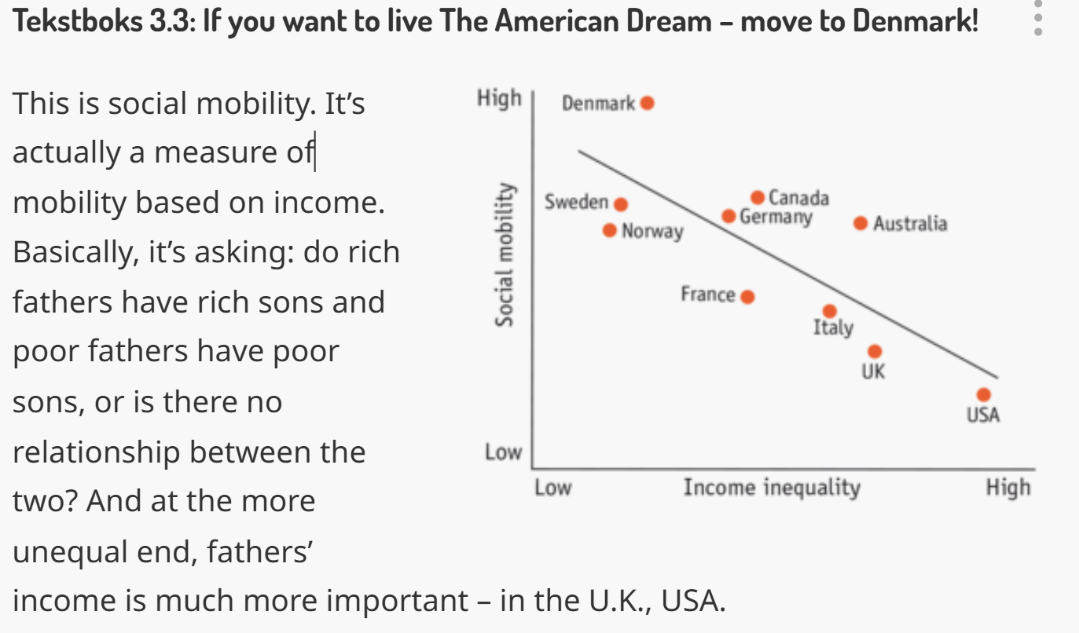 Tekstboks 3.3: If you want to live The American Dream – move to Denmark!
This is social mobility. It's
actually a measure of
mobility based on income.
Basically, it's asking: do rich
fathers have rich sons and
poor fathers have poor
sons, or is there no
relationship between the
two? And at the more
unequal end, fathers'
income is much more important – in the U.K., USA.
High
Denmark
Social mobility
Sweden
Canada
Germany
Norway
Australia
France
Italy
UK
USA
Low
Low
Income inequality
High